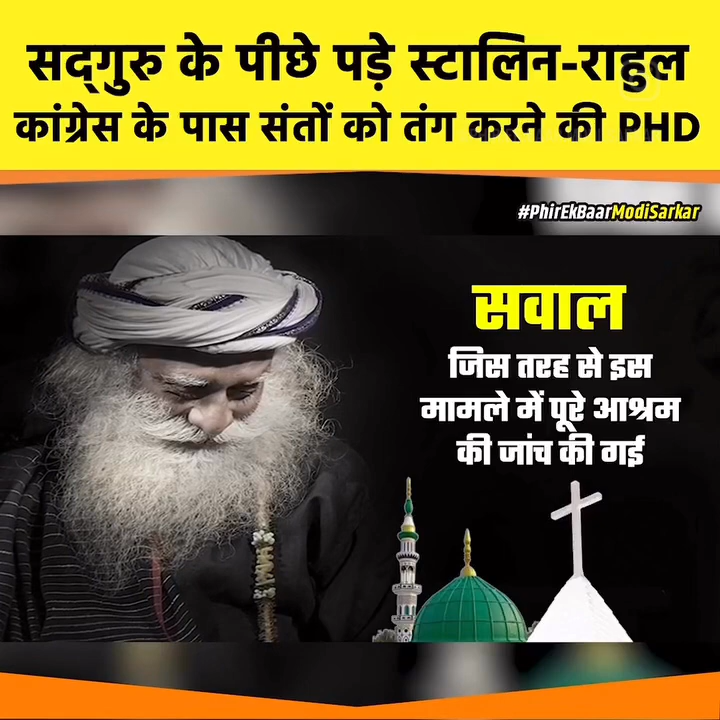 सद्‌गुरु के पीछे पड़े स्टालिन-राहुल
कांग्रेस के पास संतों को तंग करने की PHD
#PhirEkBaarModiSarkar
सवाल
जिस तरह से इस
मामले में पूरे आश्रम
की जांच की गई